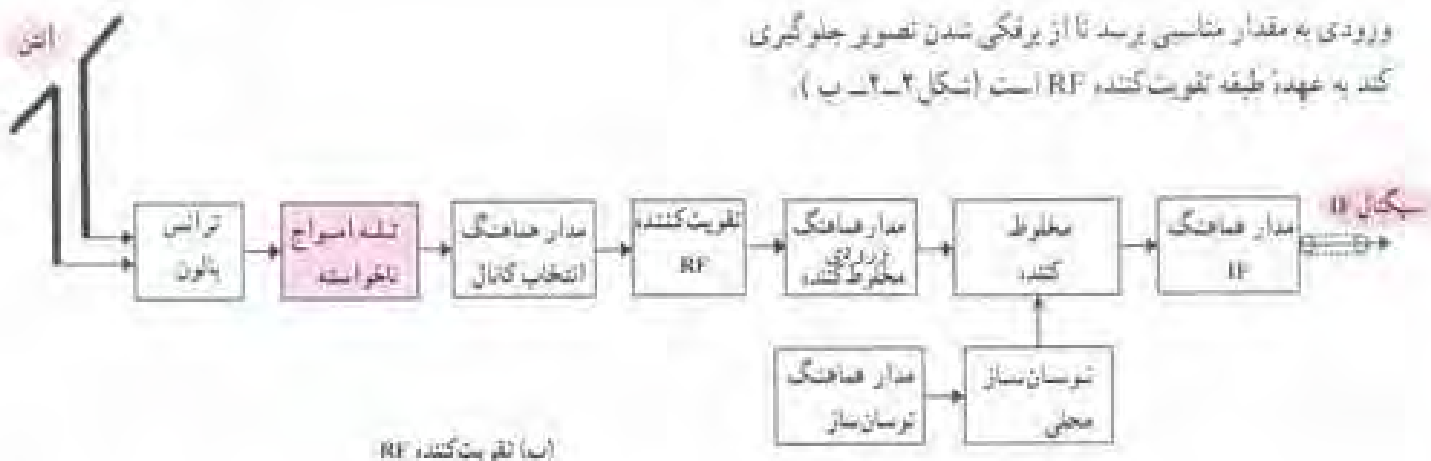 ورودی به مقدار مناسبی برسد تا از برفکی شدن تصویر جلوگیری
کند به عهدهٔ طبقه تقویت‌کننده RF است (شکل ۲ــ۲ــ ب).
آنتن
ترانس
بالون
تله امواج
ناخواسته
مدار هماهنگ
انتخاب کانال
تقویت‌کننده
RF
مدار هماهنگ
ورودی
مخلوط‌کننده
مخلوط
کننده
مدار هماهنگ
IF
سیگنال IF
مدار هماهنگ
نوسان‌ساز
نوسان‌ساز
محلی
(ب) تقویت‌کننده RF